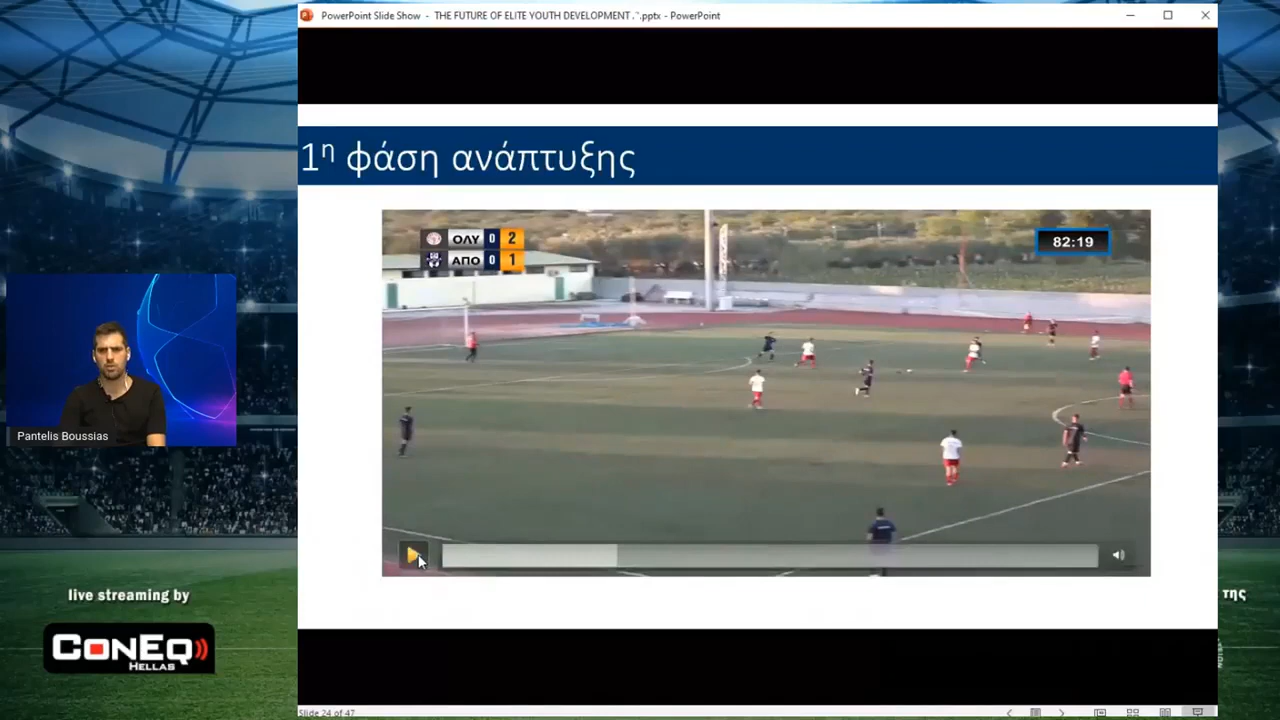 PowerPoint Slide Show - THE FUTURE OF ELITE YOUTH DEVELOPMENT .¨.pptx - PowerPoint
1η φάση ανάπτυξης
ΟΛΥ 0 2
ΑΠΟ 0 1
82:19
Pantelis Boussias
live streaming by
CONEQ
HELLAS
της
Slide 24 of 47